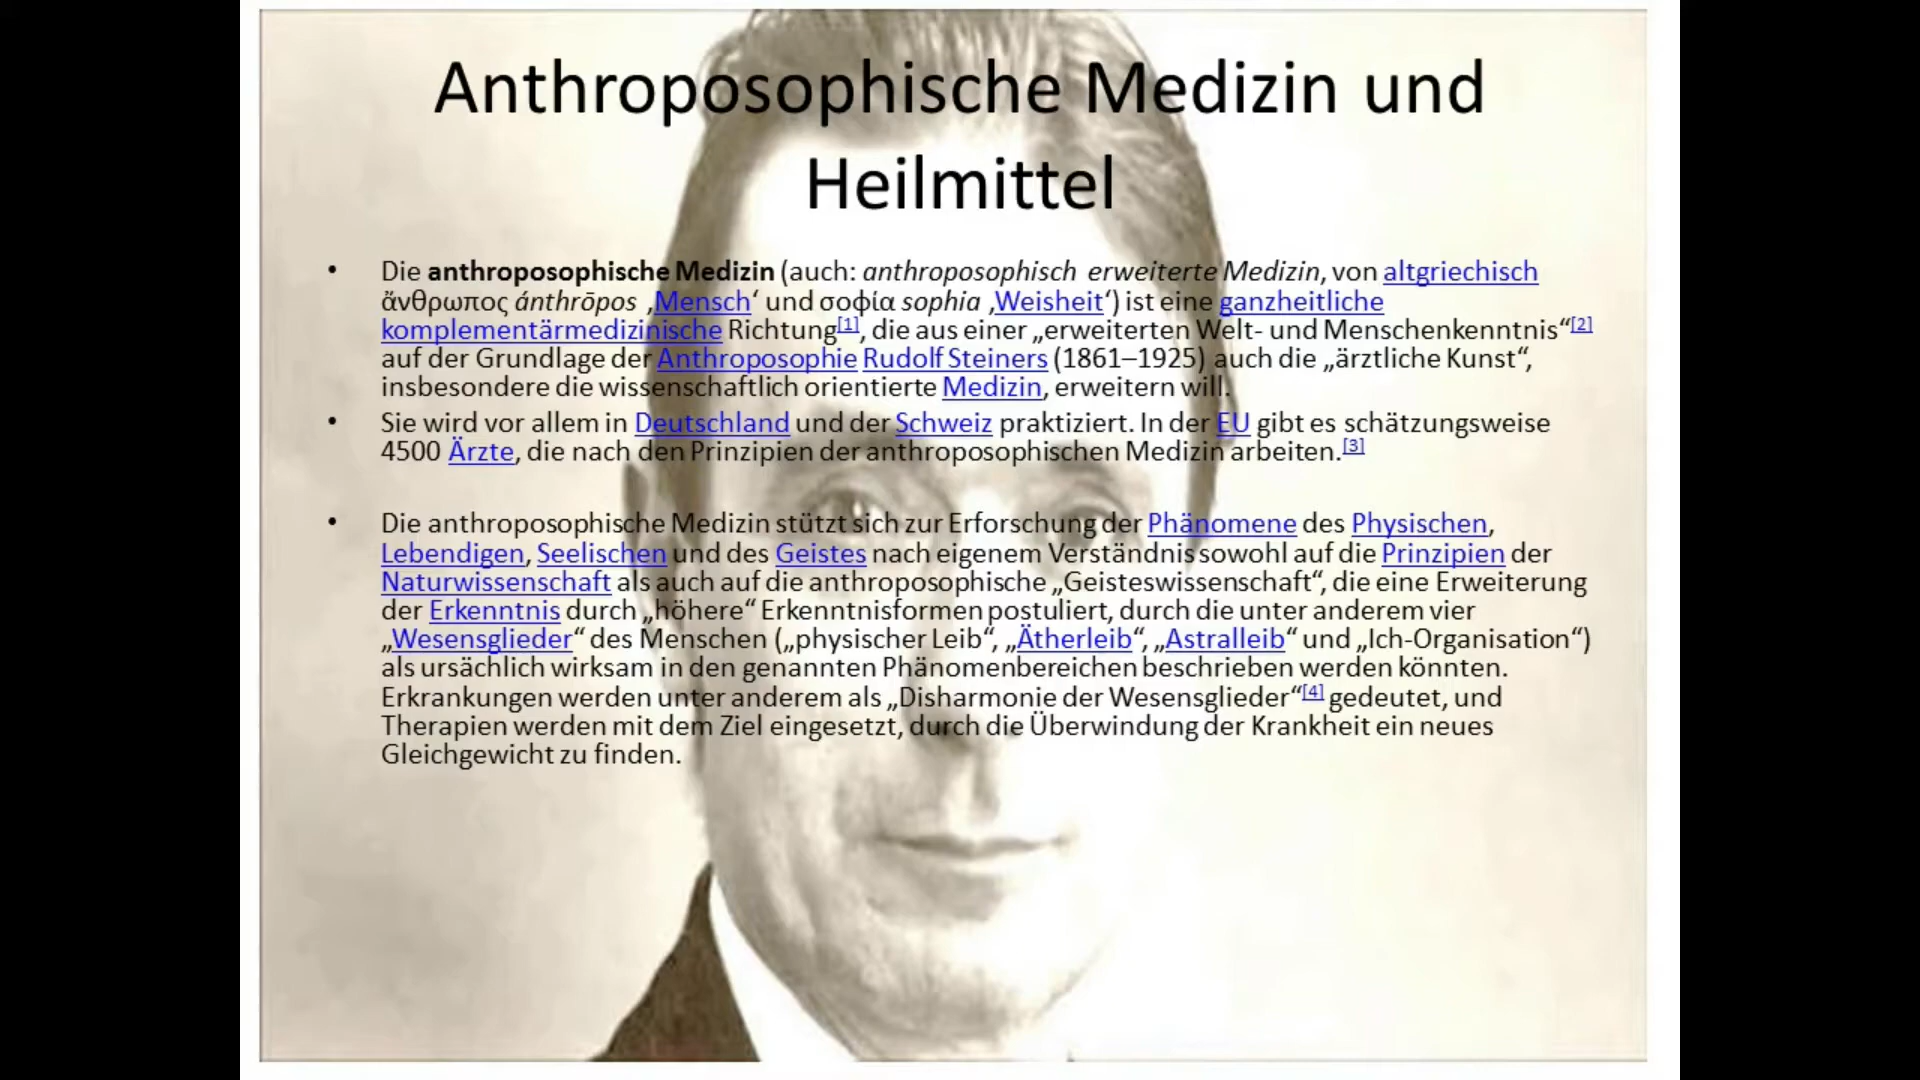 Anthroposophische Medizin und
Heilmittel
• Die anthroposophische Medizin (auch: anthroposophisch erweiterte Medizin, von altgriechisch
ἄνθρωπος ánthrōpos ‚Mensch‘ und σοφία sophia ‚Weisheit‘) ist eine ganzheitliche
komplementärmedizinische Richtung[1], die aus einer „erweiterten Welt- und Menschenkenntnis“[2]
auf der Grundlage der Anthroposophie Rudolf Steiners (1861–1925) auch die „ärztliche Kunst“,
insbesondere die wissenschaftlich orientierte Medizin, erweitern will.
• Sie wird vor allem in Deutschland und der Schweiz praktiziert. In der EU gibt es schätzungsweise
4500 Ärzte, die nach den Prinzipien der anthroposophischen Medizin arbeiten.[3]
• Die anthroposophische Medizin stützt sich zur Erforschung der Phänomene des Physischen,
Lebendigen, Seelischen und des Geistes nach eigenem Verständnis sowohl auf die Prinzipien der
Naturwissenschaft als auch auf die anthroposophische „Geisteswissenschaft“, die eine Erweiterung
der Erkenntnis durch „höhere“ Erkenntnisformen postuliert, durch die unter anderem vier
„Wesensglieder“ des Menschen („physischer Leib“, „Ätherleib“, „Astralleib“ und „Ich-Organisation“)
als ursächlich wirksam in den genannten Phänomenbereichen beschrieben werden könnten.
Erkrankungen werden unter anderem als „Disharmonie der Wesensglieder“[4] gedeutet, und
Therapien werden mit dem Ziel eingesetzt, durch die Überwindung der Krankheit ein neues
Gleichgewicht zu finden.